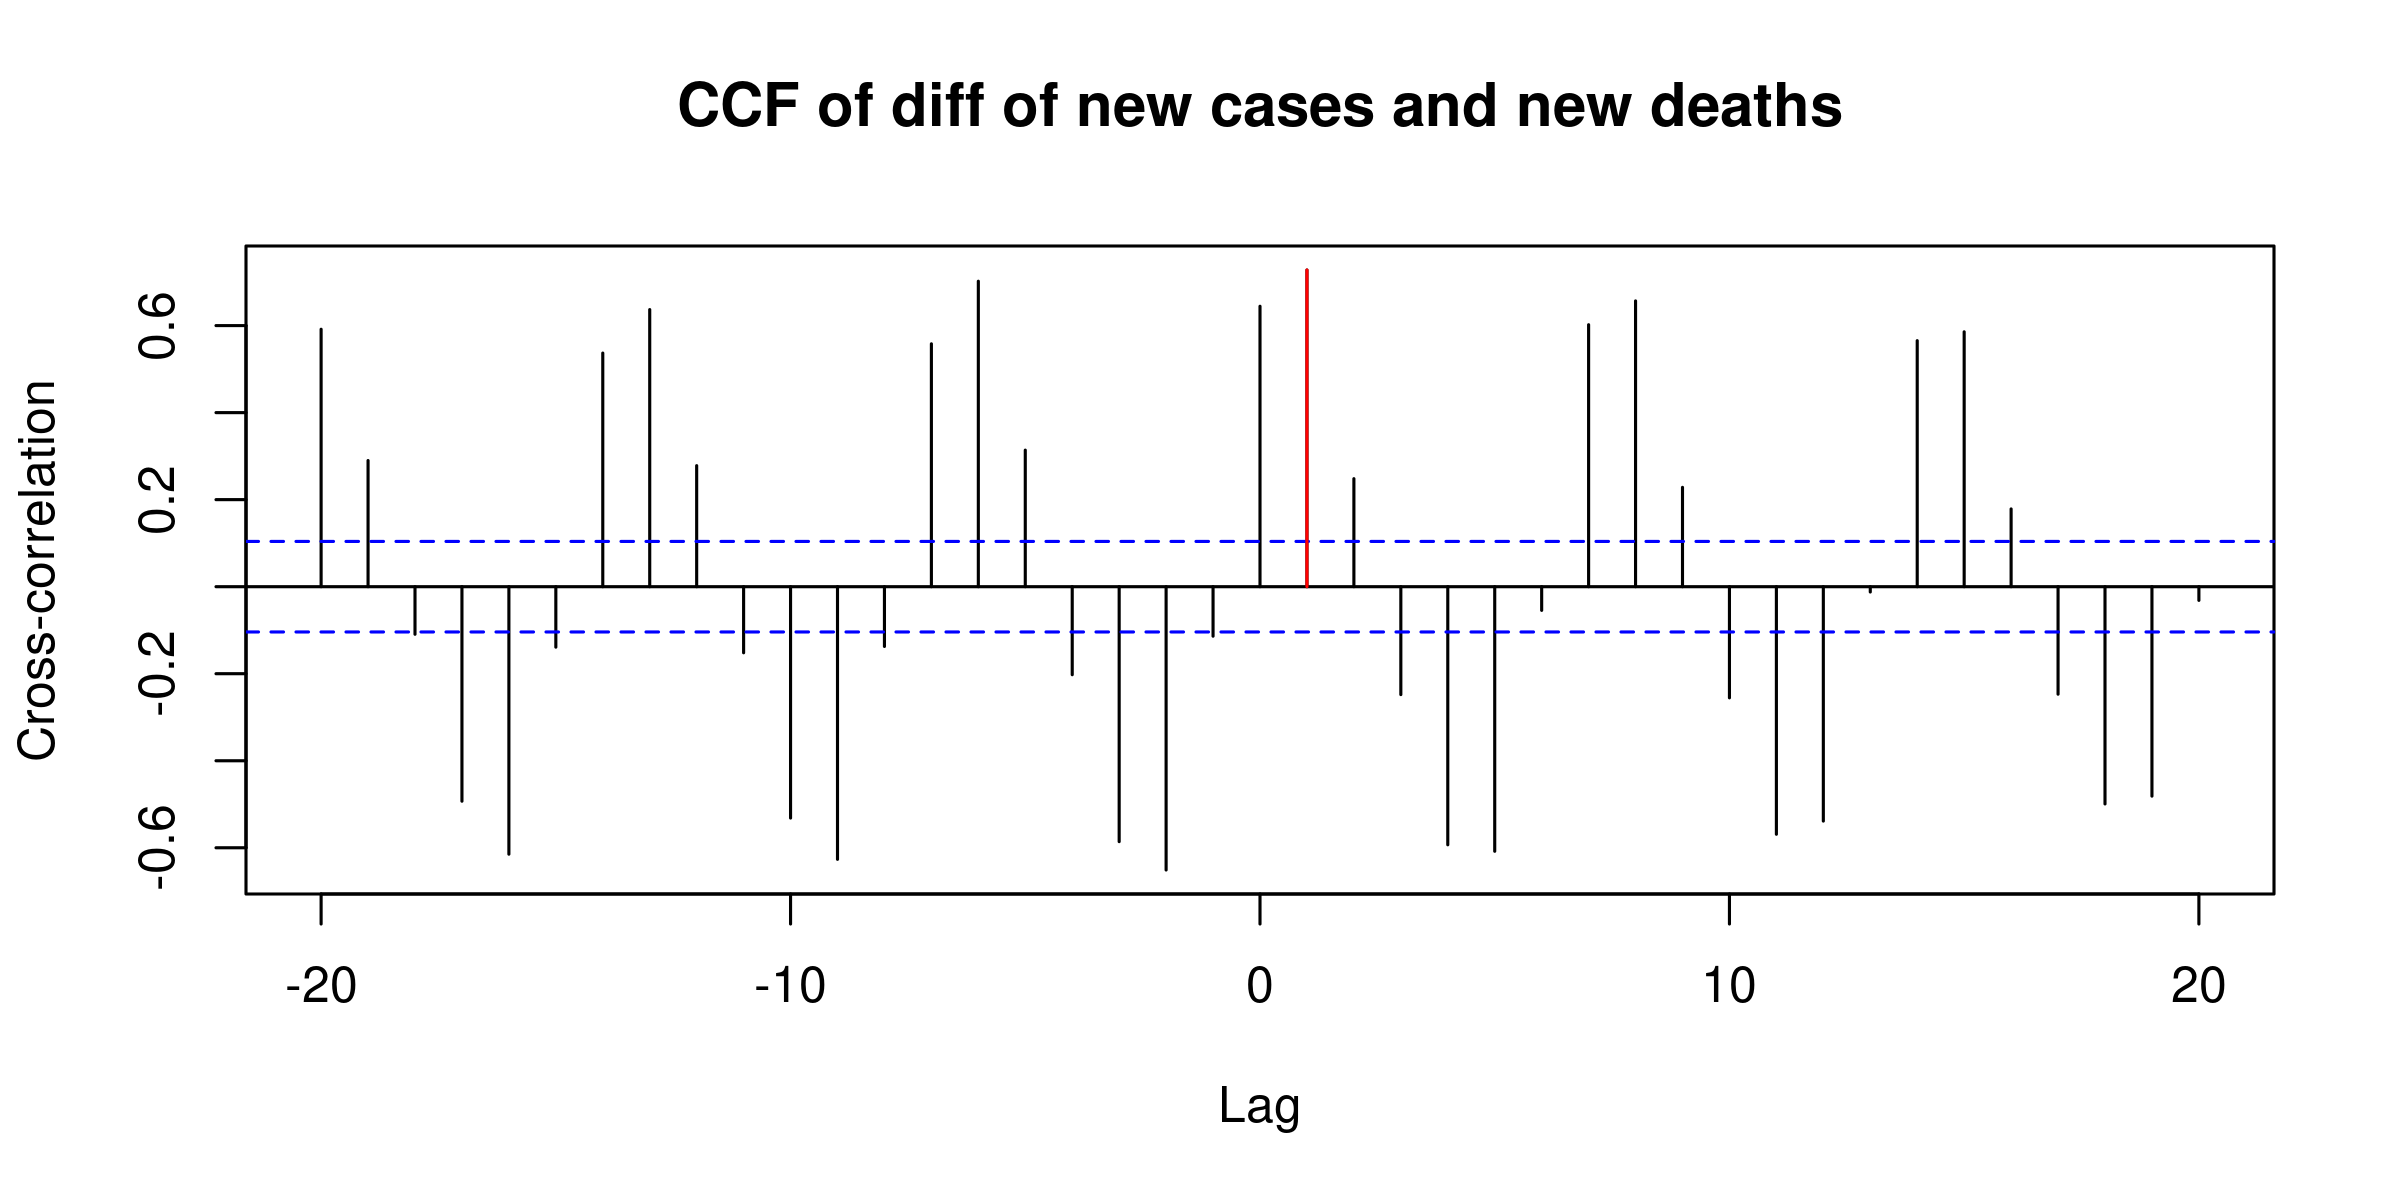 CCF of diff of new cases and new deaths
Cross-correlation
0.6
0.2
-0.2
-0.6
-20 -10 0 10 20
Lag